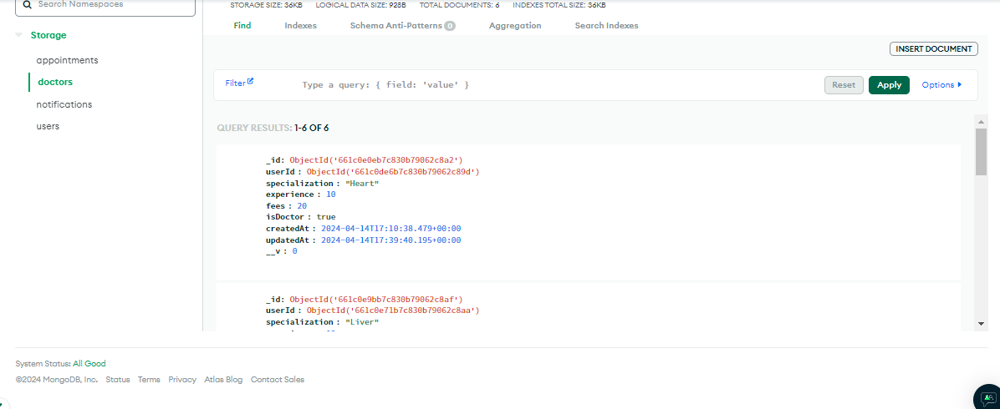 Search Namespaces
STORAGE SIZE: 36KB LOGICAL DATA SIZE: 928B TOTAL DOCUMENTS: 6 INDEXES TOTAL SIZE: 36KB
Storage
appointments
doctors
notifications
users
Find Indexes Schema Anti-Patterns 0 Aggregation Search Indexes
INSERT DOCUMENT
Filter Type a query: { field: 'value' } Reset Apply Options
QUERY RESULTS: 1-6 OF 6
_id: ObjectId('661c0e0eb7c830b79062c8a2')
userId : ObjectId('661c0de6b7c830b79062c89d')
specialization : "Heart"
experience : 10
fees : 20
isDoctor : true
createdAt : 2024-04-14T17:10:38.479+00:00
updatedAt : 2024-04-14T17:39:40.195+00:00
__v : 0
_id: ObjectId('661c0e9bb7c830b79062c8af')
userId : ObjectId('661c0e71b7c830b79062c8aa')
specialization : "Liver"
System Status: All Good
©2024 MongoDB, Inc. Status Terms Privacy Atlas Blog Contact Sales